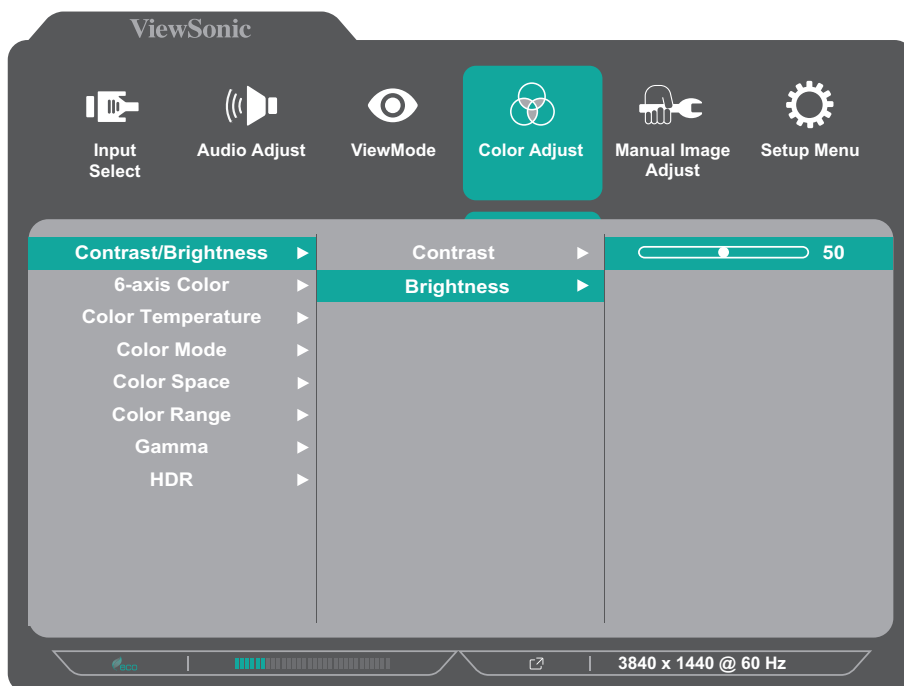 ViewSonic
Input
Select
Audio Adjust
ViewMode
Color Adjust
Manual Image
Adjust
Setup Menu
Contrast/Brightness
6-axis Color
Color Temperature
Color Mode
Color Space
Color Range
Gamma
HDR
Contrast
Brightness
50
eco
3840 x 1440 @ 60 Hz